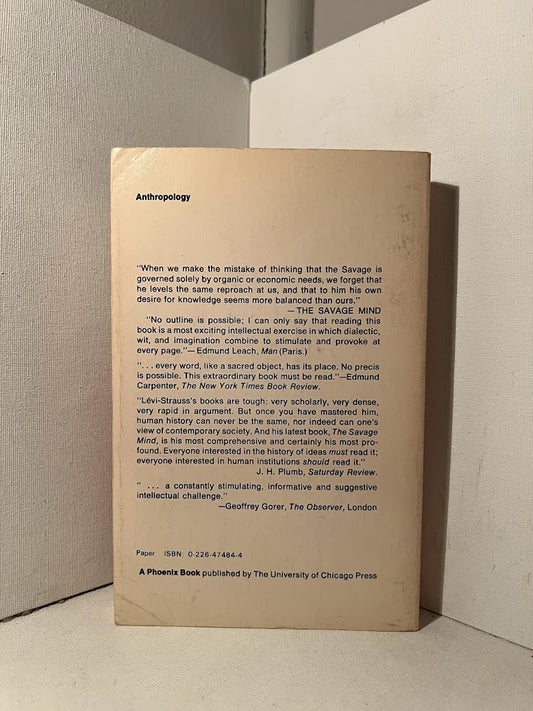 Anthropology
"When we make the mistake of thinking that the Savage is
governed solely by organic or economic needs, we forget that
he levels the same reproach at us, and that to him his own
desire for knowledge seems more balanced than ours."
—THE SAVAGE MIND
"No outline is possible; I can only say that reading this
book is a most exciting intellectual exercise in which dialectic,
wit, and imagination combine to stimulate and provoke at
every page."—Edmund Leach, Man (Paris.)
". . . every word, like a sacred object, has its place. No precis
is possible. This extraordinary book must be read."—Edmund
Carpenter, The New York Times Book Review.
"Lévi-Strauss's books are tough: very scholarly, very dense,
very rapid in argument. But once you have mastered him,
human history can never be the same, nor indeed can one's
view of contemporary society. And his latest book, The Savage
Mind, is his most comprehensive and certainly his most pro-
found. Everyone interested in the history of ideas must read it;
everyone interested in human institutions should read it."
J. H. Plumb, Saturday Review.
" . . . a constantly stimulating, informative and suggestive
intellectual challenge."
—Geoffrey Gorer, The Observer, London
Paper ISBN: 0-226-47484-4
A Phoenix Book published by The University of Chicago Press